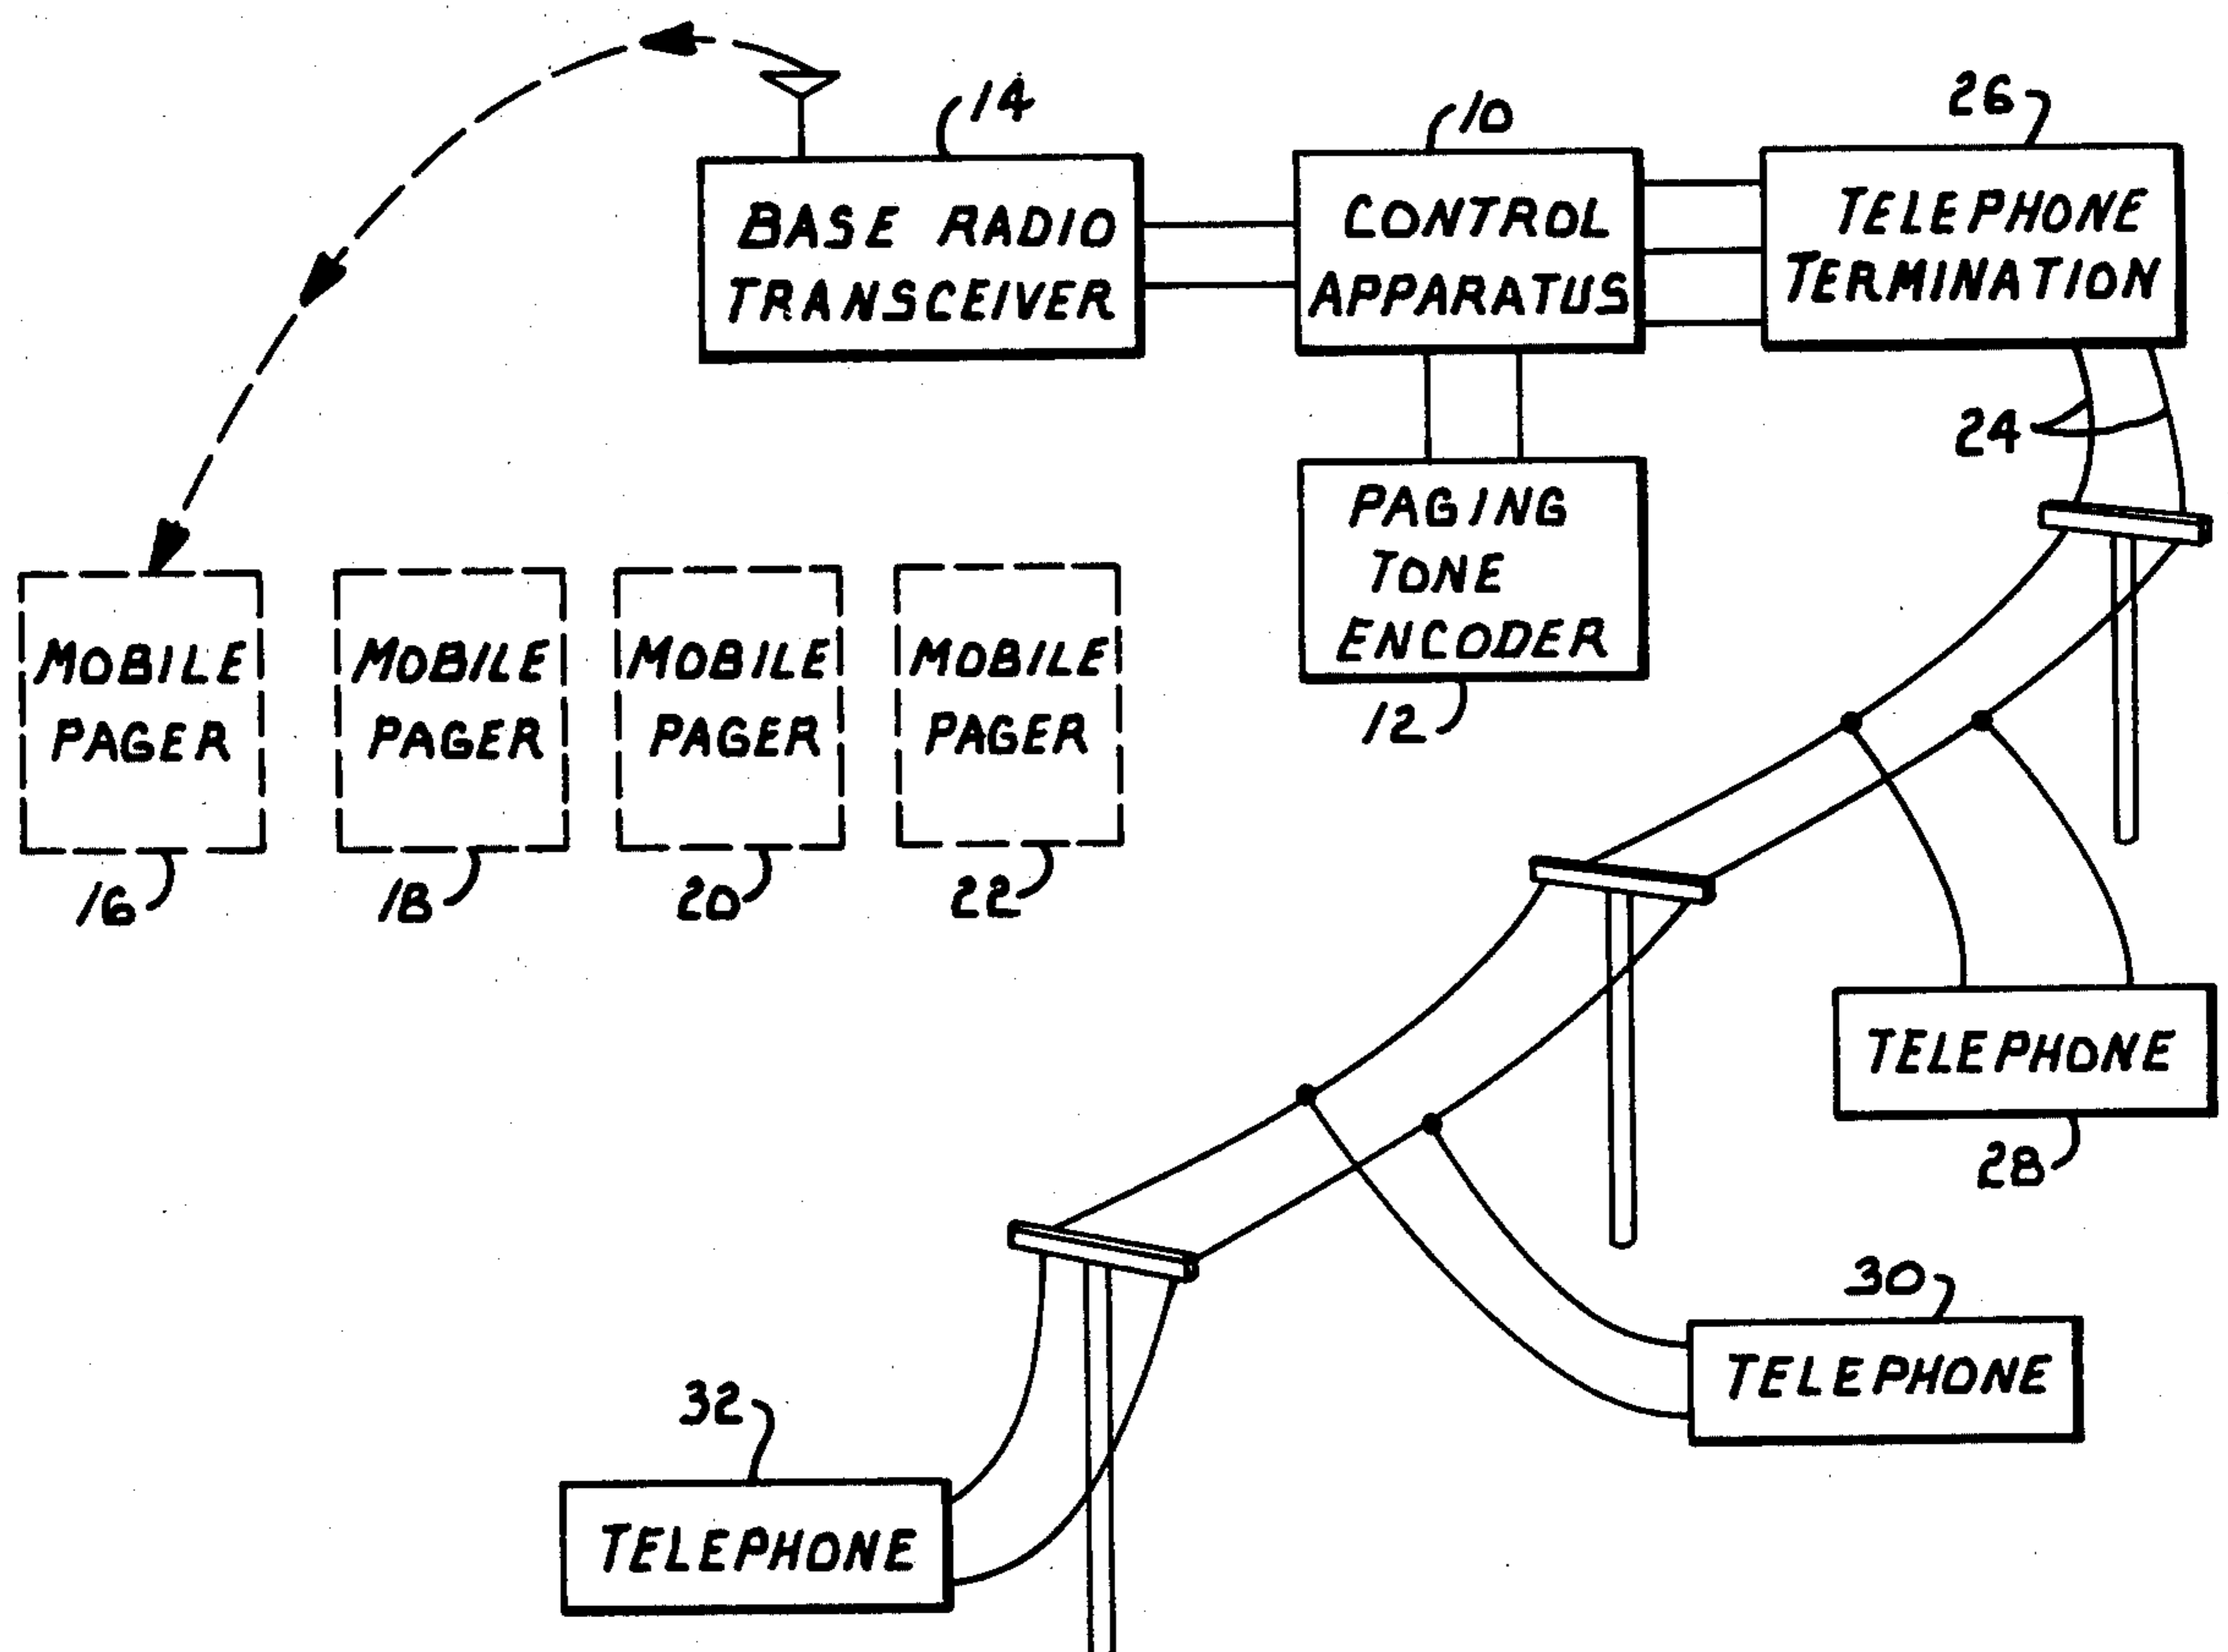 14
10
26
BASE RADIO
TRANSCEIVER
CONTROL
APPARATUS
TELEPHONE
TERMINATION
24
PAGING
TONE
ENCODER
12
MOBILE
PAGER
16
MOBILE
PAGER
18
MOBILE
PAGER
20
MOBILE
PAGER
22
TELEPHONE
28
30
TELEPHONE
32
TELEPHONE